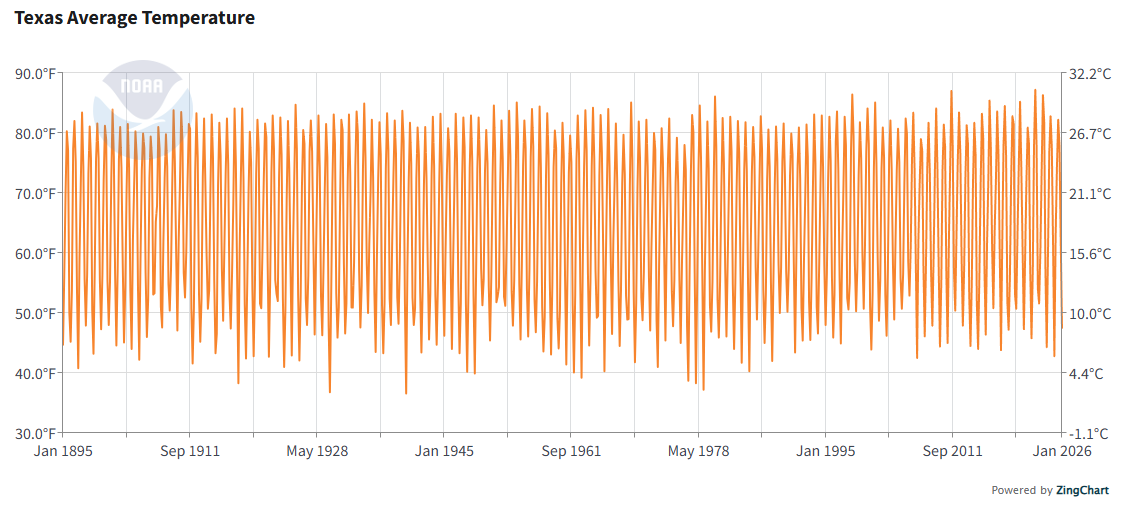 Texas Average Temperature
NOAA
90.0°F
80.0°F
70.0°F
60.0°F
50.0°F
40.0°F
30.0°F
32.2°C
26.7°C
21.1°C
15.6°C
10.0°C
4.4°C
-1.1°C
Jan 1895 Sep 1911 May 1928 Jan 1945 Sep 1961 May 1978 Jan 1995 Sep 2011 Jan 2026
Powered by ZingChart